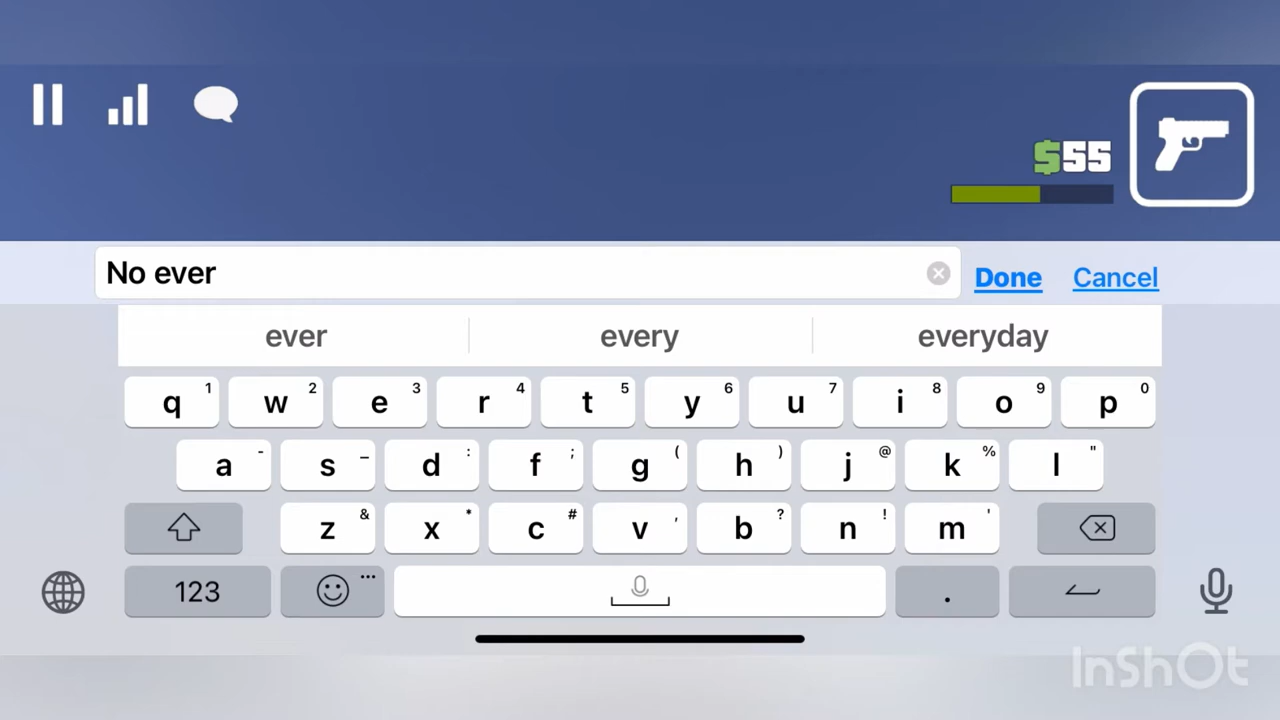 $55
No ever
Done Cancel
ever every everyday
q 1 w 2 e 3 r 4 t 5 y 6 u 7 i 8 o 9 p 0
a - s _ d : f ; g ( h ) j @ k % l "
z & x * c # v , b ? n ! m '
123 ... .
InShOt